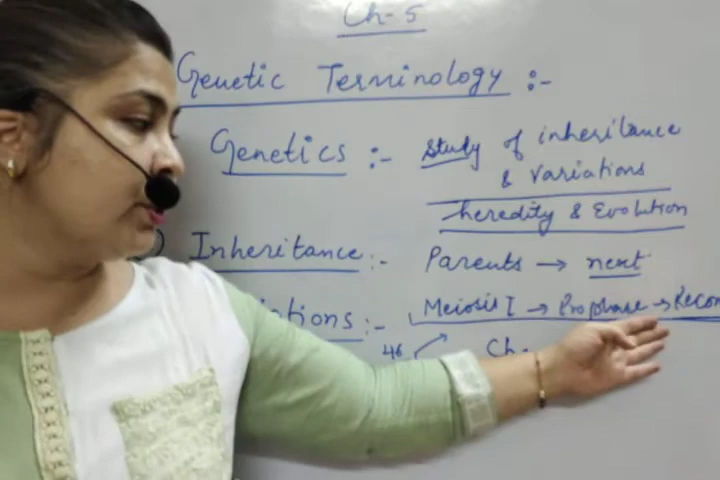 Ch-5
Genetic Terminology :-
Genetics :- Study of inheritance
& variations
heredity & Evolution
Inheritance :- Parents → next
iations :- Meiosis I → Prophase → Recom
46
Ch-